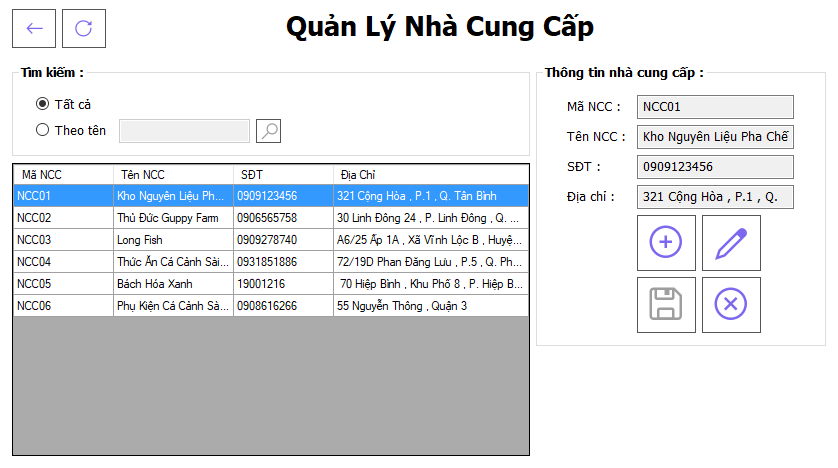 Quản Lý Nhà Cung Cấp
Tìm kiếm :
Tất cả
Theo tên
Mã NCC Tên NCC SĐT Địa Chỉ
NCC01 Kho Nguyên Liệu Ph... 0909123456 321 Cộng Hòa , P.1 , Q. Tân Bình
NCC02 Thủ Đức Guppy Farm 0906565758 30 Linh Đông 24 , P. Linh Đông , Q. ...
NCC03 Long Fish 0909278740 A6/25 Ấp 1A , Xã Vĩnh Lộc B , Huyệ...
NCC04 Thức Ăn Cá Cảnh Sài... 0931851886 72/19D Phan Đăng Lưu , P.5 , Q. Ph...
NCC05 Bách Hóa Xanh 19001216 70 Hiệp Bình , Khu Phố 8 , P. Hiệp B...
NCC06 Phụ Kiện Cá Cảnh Sà... 0908616266 55 Nguyễn Thông , Quận 3
Thông tin nhà cung cấp :
Mã NCC : NCC01
Tên NCC : Kho Nguyên Liệu Pha Chế
SĐT : 0909123456
Địa chỉ : 321 Cộng Hòa , P.1 , Q.